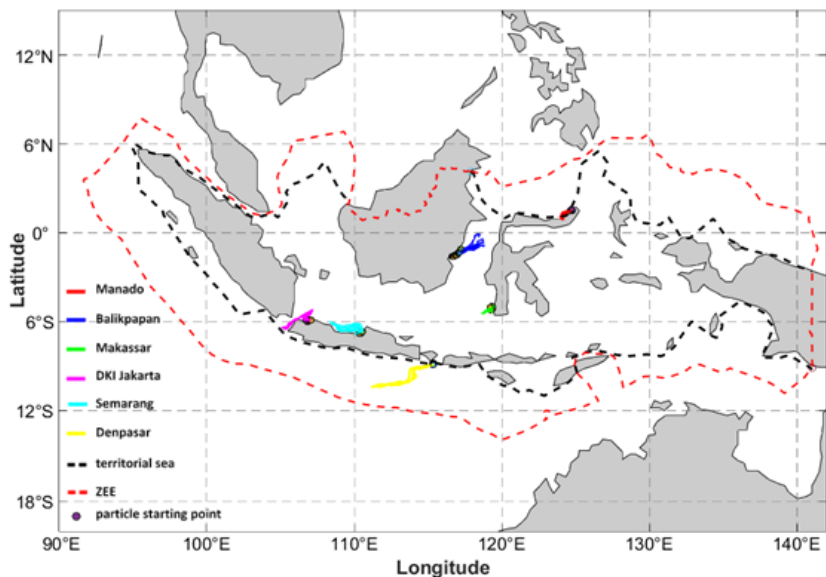 12°N
6°N
0°
6°S
12°S
18°S
Latitude
Manado
Balikpapan
Makassar
DKI Jakarta
Semarang
Denpasar
territorial sea
ZEE
particle starting point
90°E
100°E
110°E
120°E
130°E
140°E
Longitude